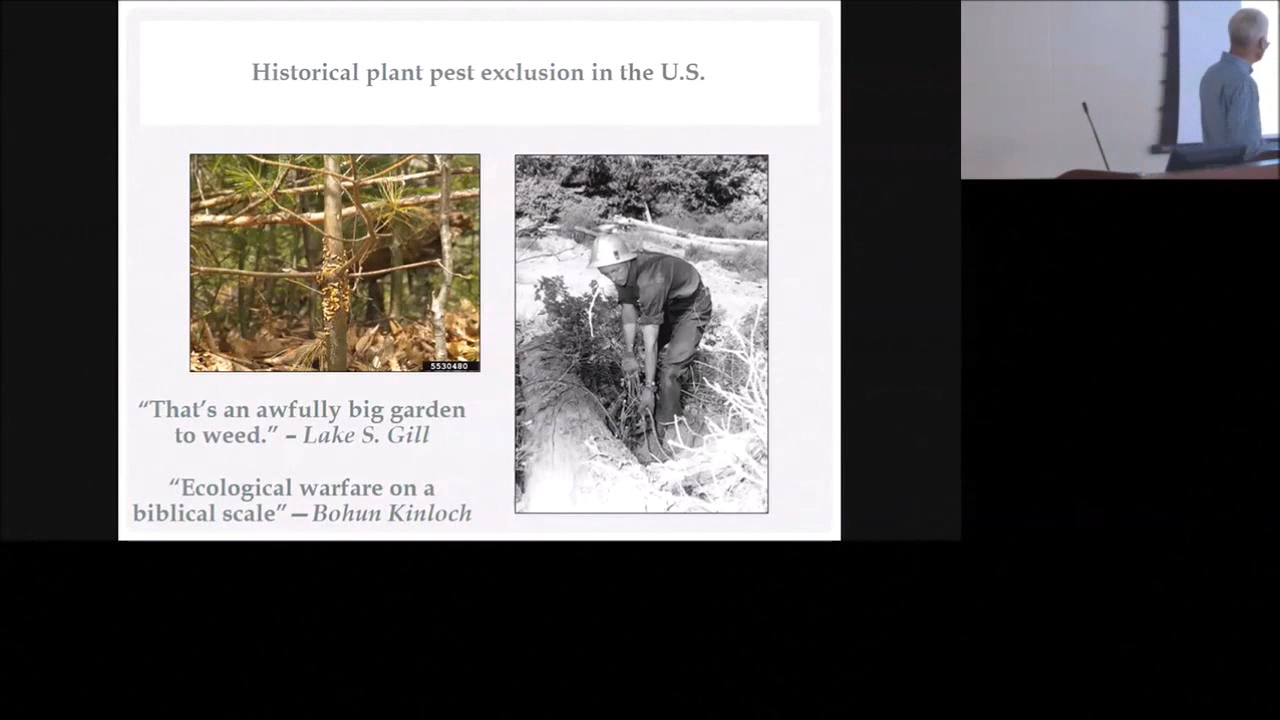 Historical plant pest exclusion in the U.S.
5530480
“That’s an awfully big garden
to weed.” – Lake S. Gill
“Ecological warfare on a
biblical scale”—Bohun Kinloch